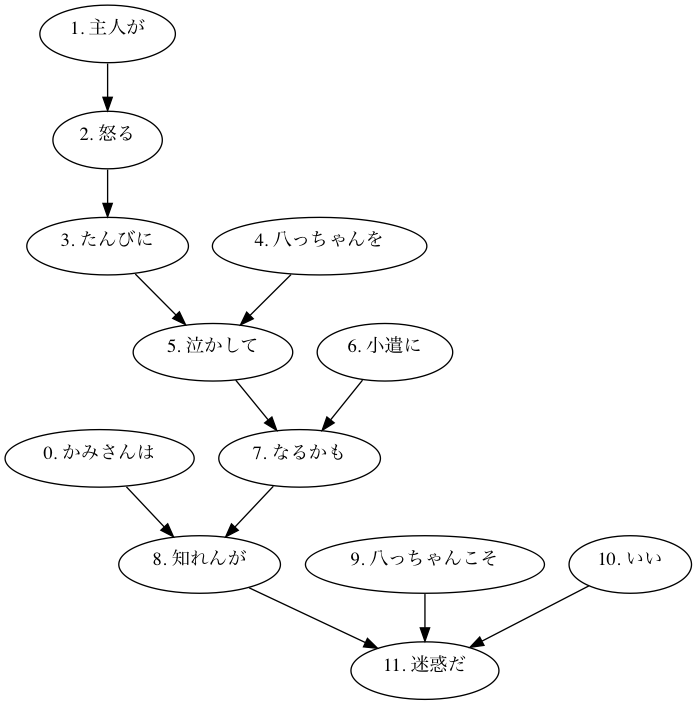 1. 主人が
2. 怒る
3. たんびに
4. 八っちゃんを
5. 泣かして
6. 小遣に
0. かみさんは
7. なるかも
8. 知れんが
9. 八っちゃんこそ
10. いい
11. 迷惑だ